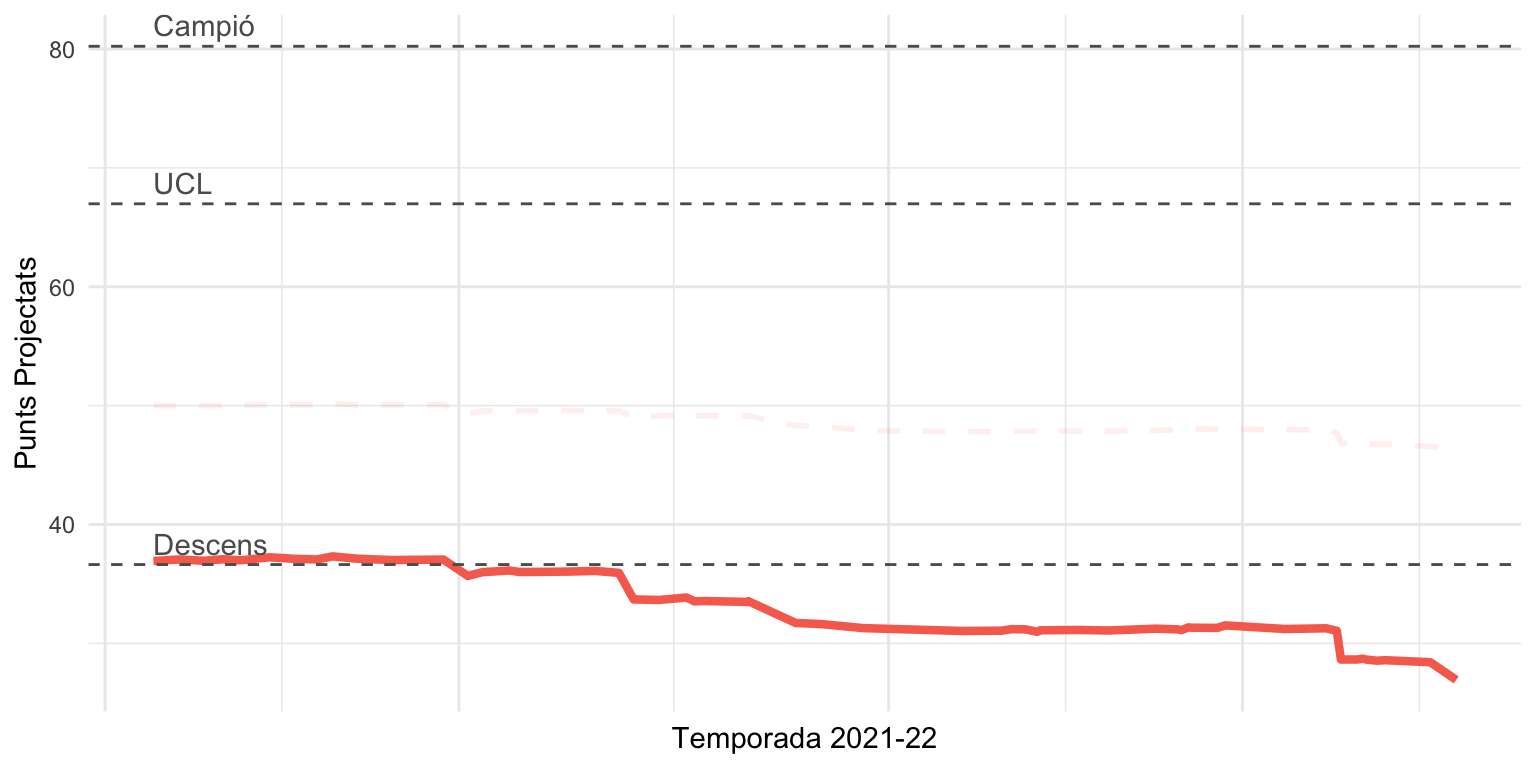 Campió
80
UCL
60
Punts Projectats
40
Descens
Temporada 2021-22